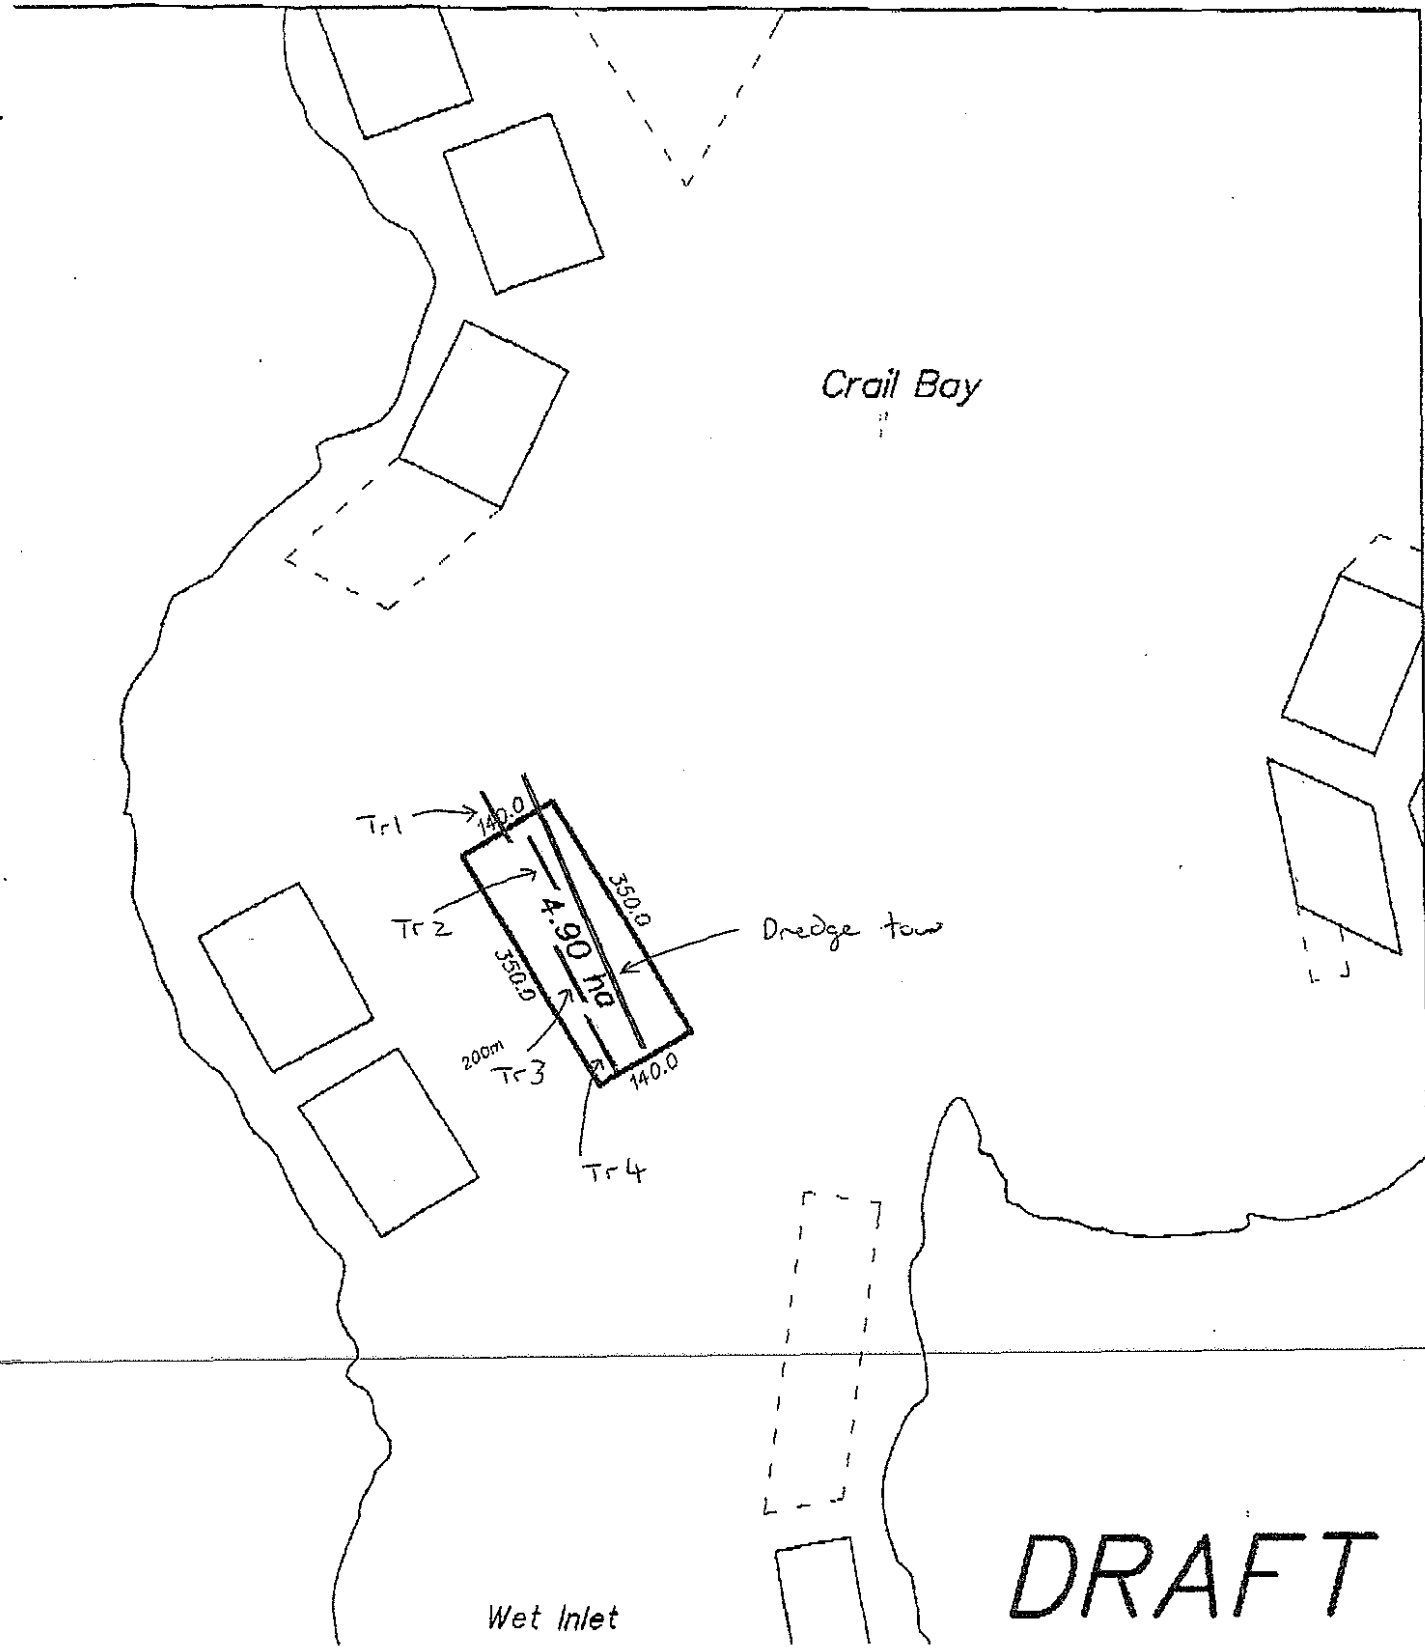 Crail Bay
Tr1
140.0
350.0
Tr2
4.90 ha
Dredge tow
350.0
200m
Tr3
140.0
Tr4
DRAFT
Wet Inlet